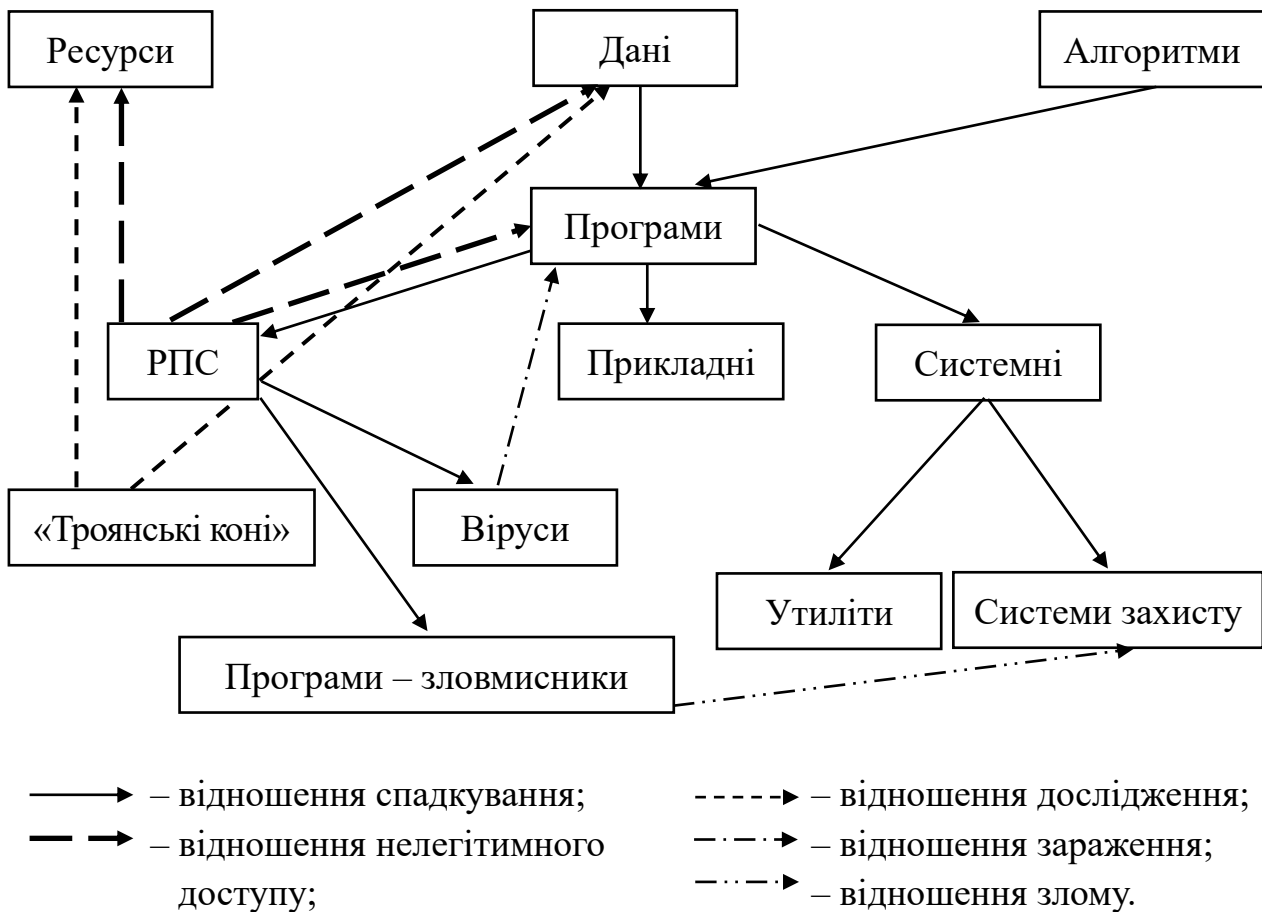 Ресурси
Дані
Алгоритми
Програми
РПС
Прикладні
Системні
«Троянські коні»
Віруси
Утиліти
Системи захисту
Програми – зловмисники
– відношення спадкування;
– відношення нелегітимного
доступу;
– відношення дослідження;
– відношення зараження;
– відношення злому.